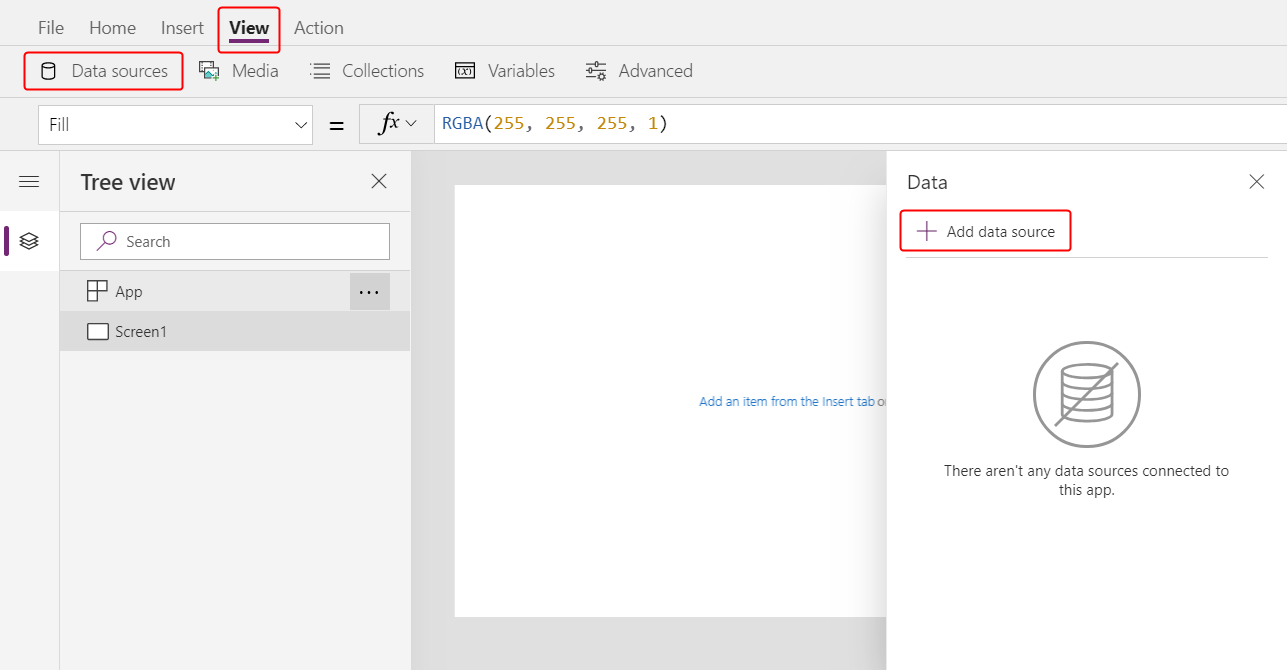 File Home Insert View Action
Data sources Media Collections Variables Advanced
Fill = fx RGBA(255, 255, 255, 1)
Tree view
Search
App ...
Screen1
Add an item from the Insert tab or
Data
Add data source
There aren't any data sources connected to
this app.